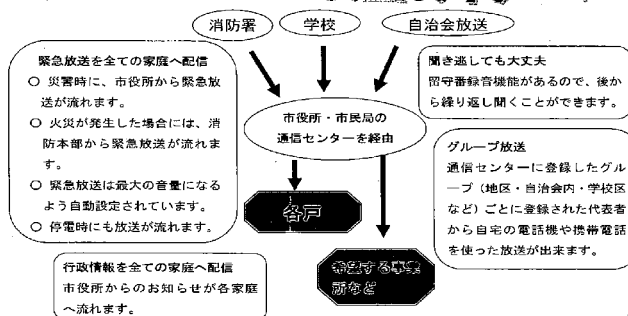 消防署
学校
自治会放送
緊急放送を全ての家庭へ配信
○ 災害時に、市役所から緊急放
送が流れます。
○ 火災が発生した場合には、消
防本部から緊急放送が流れま
す。
○ 緊急放送は最大の音量になる
よう自動設定されています。
○ 停電時にも放送が流れます。
聞き逃しても大丈夫
留守番録音機能があるので、後か
ら繰り返し聞くことができます。
市役所・市民局の
通信センターを経由
グループ放送
通信センターに登録したグル
ープ（地区・自治会内・学校区
など）ごとに登録された代表者
から自宅の電話機や携帯電話
を使った放送が出来ます。
各戸
希望する事業
所など
行政情報を全ての家庭へ配信
市役所からのお知らせが各家庭
へ流れます。